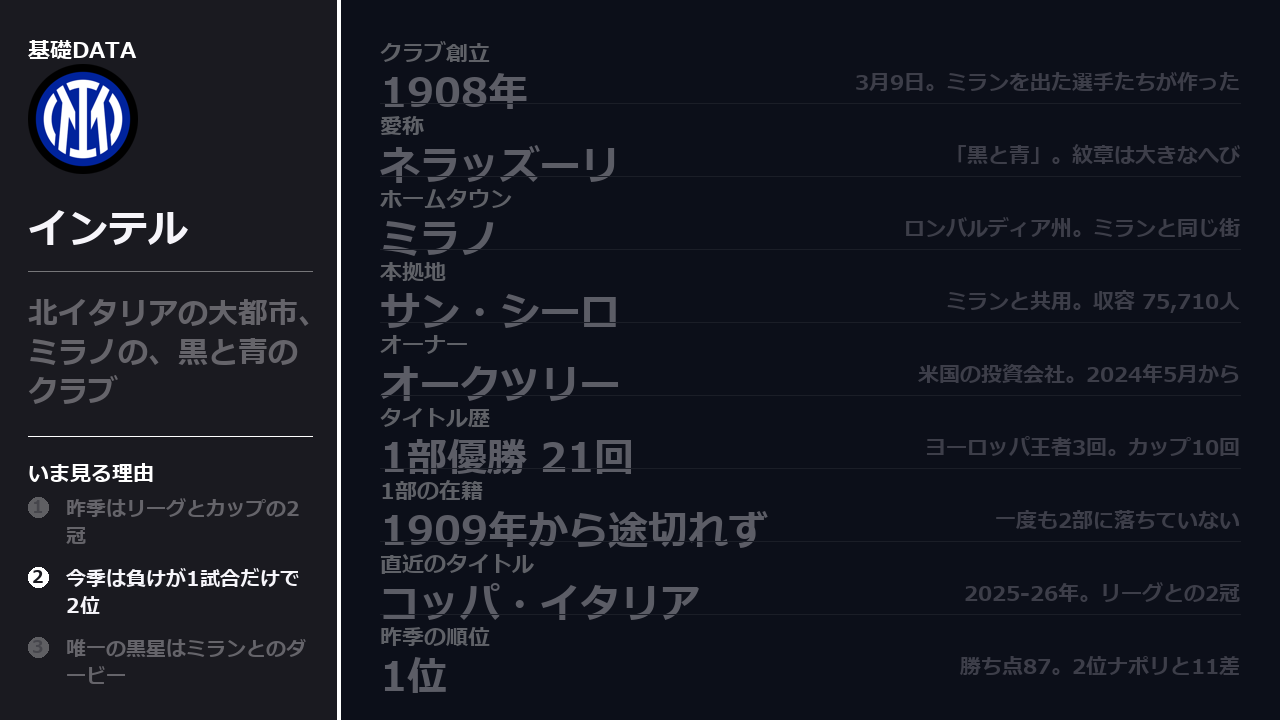 基礎DATA
インテル
北イタリアの大都市、
ミラノの、黒と青の
クラブ
いま見る理由
1 昨季はリーグとカップの2
冠
2 今季は負けが1試合だけで
2位
3 唯一の黒星はミランとのダ
ービー
クラブ創立
1908年 3月9日。ミランを出た選手たちが作った
愛称
ネラッズーリ 「黒と青」。紋章は大きなへび
ホームタウン
ミラノ ロンバルディア州。ミランと同じ街
本拠地
サン・シーロ ミランと共用。収容 75,710人
オーナー
オークツリー 米国の投資会社。2024年5月から
タイトル歴
1部優勝 21回 ヨーロッパ王者3回。カップ10回
1部の在籍
1909年から途切れず 一度も2部に落ちていない
直近のタイトル
コッパ・イタリア 2025-26年。リーグとの2冠
昨季の順位
1位 勝ち点87。2位ナポリと11差